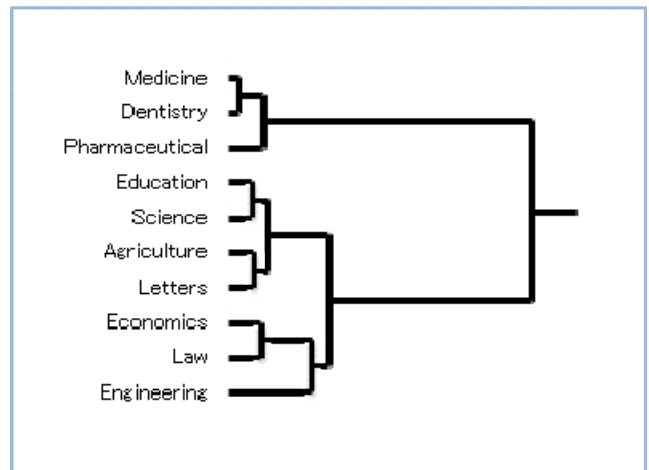 Medicine
Dentistry
Pharmaceutical
Education
Science
Agriculture
Letters
Economics
Law
Engineering